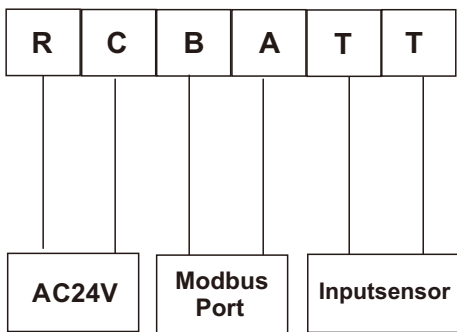 R C B A T T
AC24V
Modbus
Port
Inputsensor